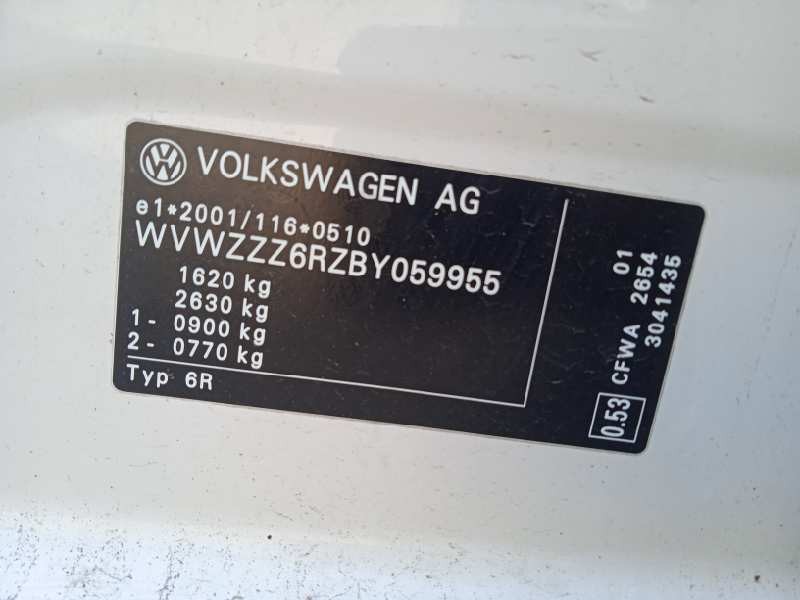 VW VOLKSWAGEN AG
e1*2001/116*0510
WVWZZZ6RZBY059955
1620 kg
2630 kg
1- 0900 kg
2- 0770 kg
Typ 6R
0.53 CFWA 2654 01
3041435